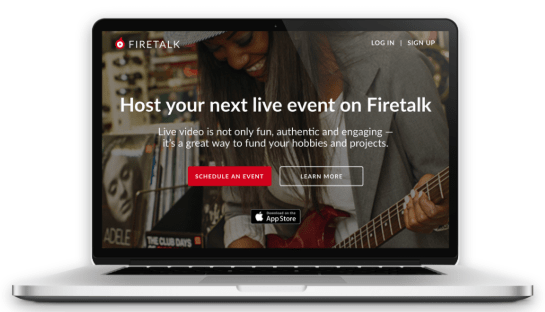 FIRETALK
LOG IN | SIGN UP
Host your next live event on Firetalk
Live video is not only fun, authentic and engaging —
it's a great way to fund your hobbies and projects.
SCHEDULE AN EVENT
LEARN MORE
Download on the
App Store
ADELE
THE CLUB DAYS